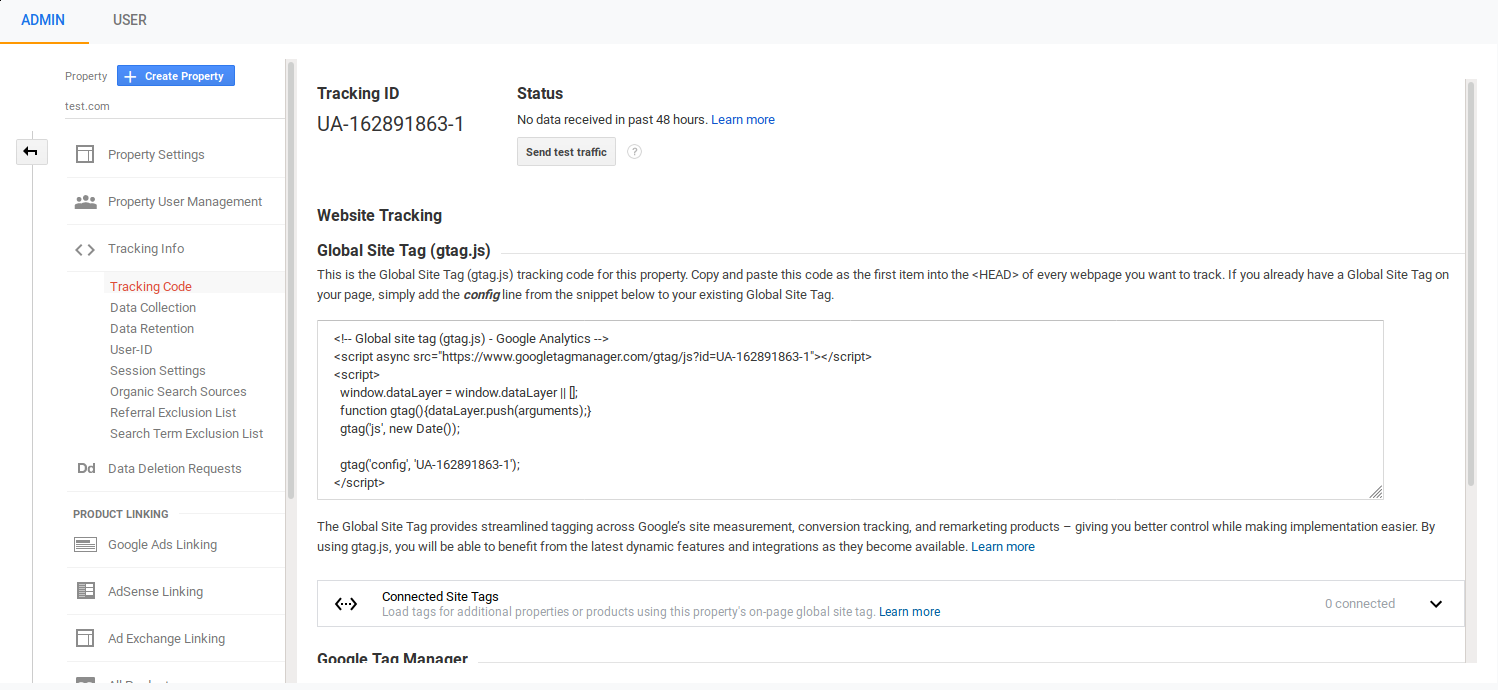 ADMIN
USER
Property
Create Property
test.com
Property Settings
Property User Management
Tracking Info
Tracking Code
Data Collection
Data Retention
User-ID
Session Settings
Organic Search Sources
Referral Exclusion List
Search Term Exclusion List
Dd Data Deletion Requests
PRODUCT LINKING
Google Ads Linking
AdSense Linking
Ad Exchange Linking
Tracking ID
UA-162891863-1
Status
No data received in past 48 hours. Learn more
Send test traffic
?
Website Tracking
Global Site Tag (gtag.js)
This is the Global Site Tag (gtag.js) tracking code for this property. Copy and paste this code as the first item into the <HEAD> of every webpage you want to track. If you already have a Global Site Tag on
your page, simply add the config line from the snippet below to your existing Global Site Tag.
<!-- Global site tag (gtag.js) - Google Analytics -->
<script async src="https://www.googletagmanager.com/gtag/js?id=UA-162891863-1"></script>
<script>
window.dataLayer = window.dataLayer || [];
function gtag(){dataLayer.push(arguments);}
gtag('js', new Date());
gtag('config', 'UA-162891863-1');
</script>
The Global Site Tag provides streamlined tagging across Google's site measurement, conversion tracking, and remarketing products – giving you better control while making implementation easier. By
using gtag.js, you will be able to benefit from the latest dynamic features and integrations as they become available. Learn more
Connected Site Tags
Load tags for additional properties or products using this property's on-page global site tag. Learn more
0 connected
Google Tag Manager